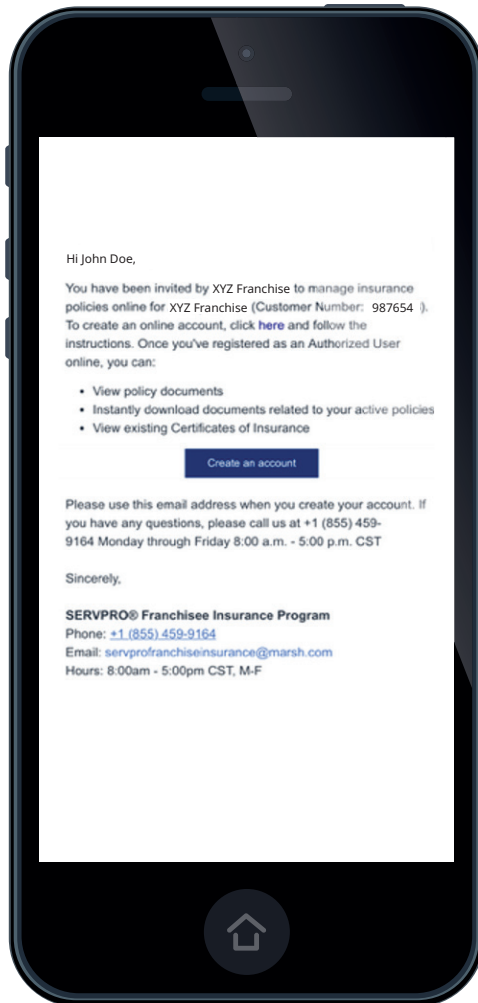 Hi John Doe,
You have been invited by XYZ Franchise to manage insurance
policies online for XYZ Franchise (Customer Number: 987654 ).
To create an online account, click here and follow the
instructions. Once you've registered as an Authorized User
online, you can:
• View policy documents
• Instantly download documents related to your active policies
• View existing Certificates of Insurance
Create an account
Please use this email address when you create your account. If
you have any questions, please call us at +1 (855) 459-
9164 Monday through Friday 8:00 a.m. - 5:00 p.m. CST
Sincerely,
SERVPRO® Franchisee Insurance Program
Phone: +1 (855) 459-9164
Email: servprofranchiseinsurance@marsh.com
Hours: 8:00am - 5:00pm CST, M-F